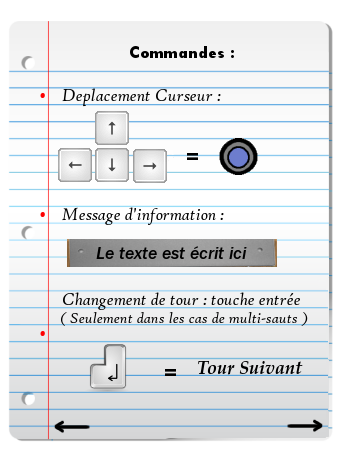 Commandes :
• Deplacement Curseur :
↑
← ↓ → =
• Message d'information :
Le texte est écrit ici
Changement de tour : touche entrée
( Seulement dans les cas de multi-sauts )
•
↵ = Tour Suivant
← →